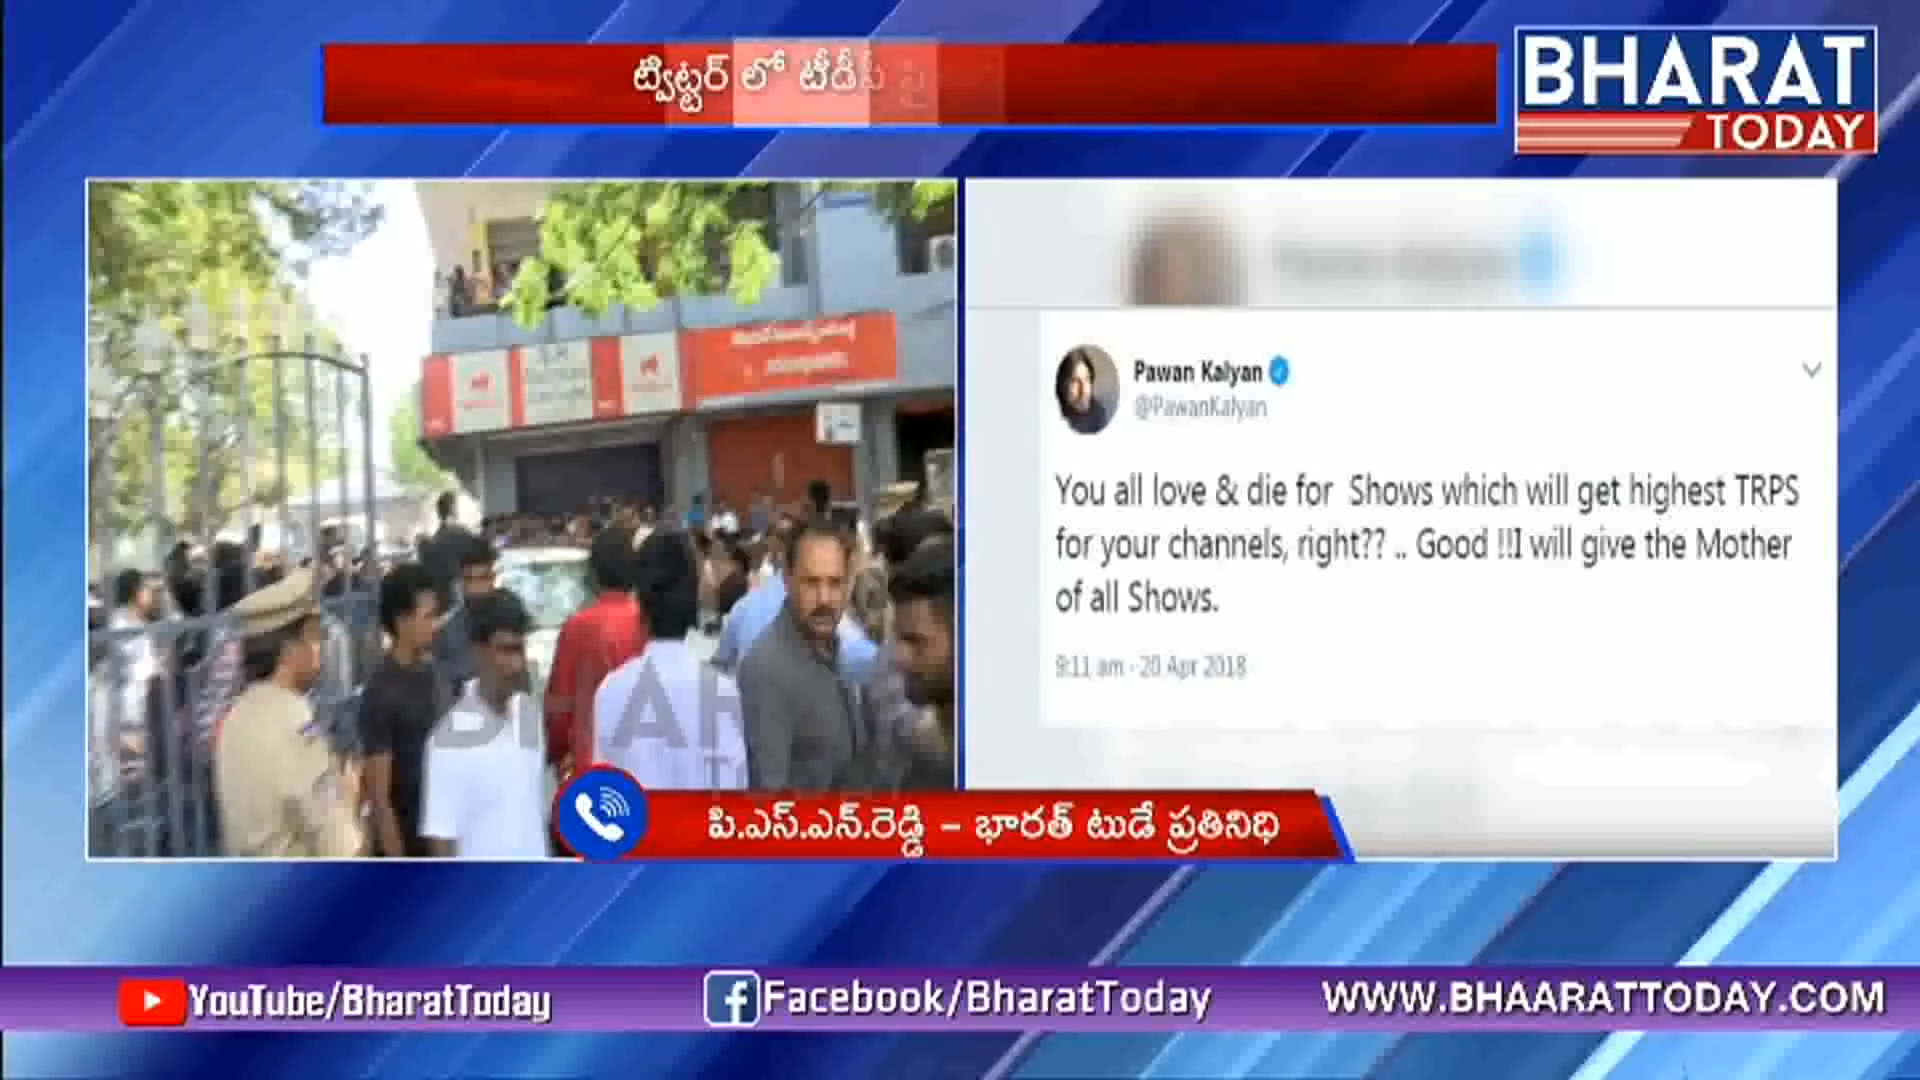 ట్విట్టర్ లో టీడీపీ పై
BHARAT
TODAY
Pawan Kalyan
@PawanKalyan
You all love & die for Shows which will get highest TRPS
for your channels, right?? .. Good !!I will give the Mother
of all Shows.
9:11 am - 20 Apr 2018
BHARAT
TODAY
పి.ఎస్.ఎన్.రెడ్డి – భారత్ టుడే ప్రతినిధి
YouTube/BharatToday
Facebook/BharatToday
WWW.BHAARATTODAY.COM